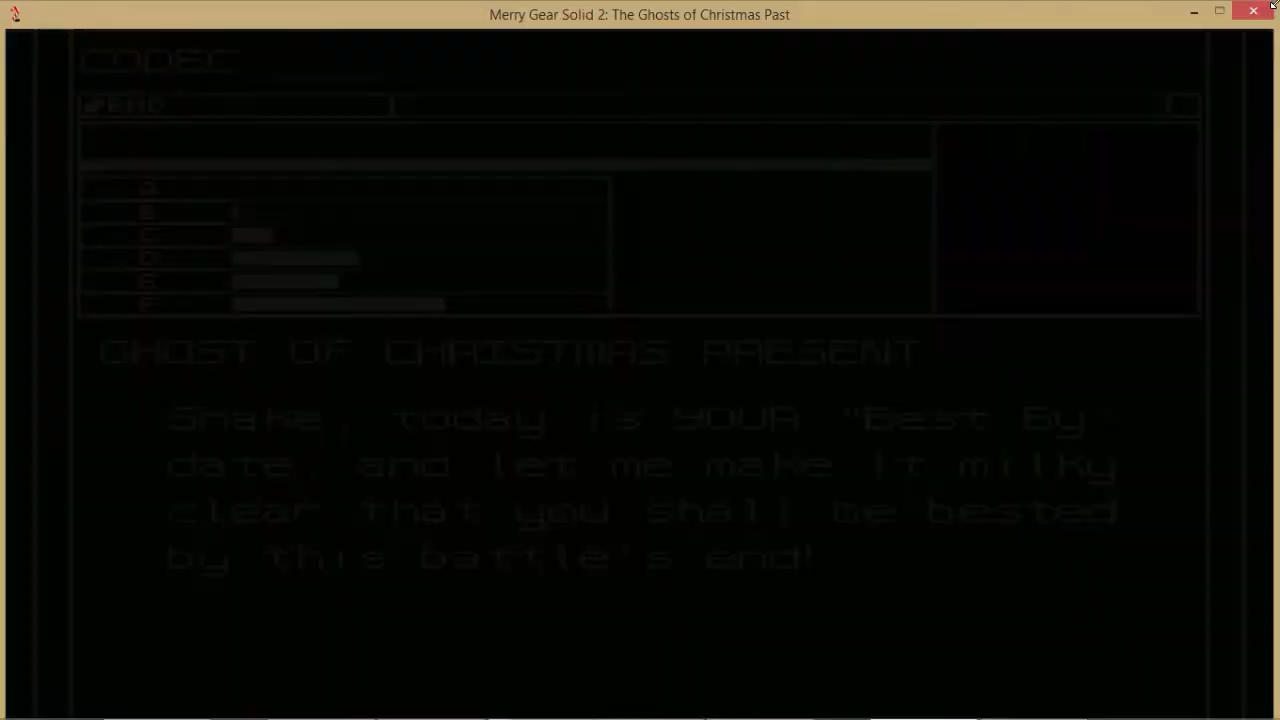 Merry Gear Solid 2: The Ghosts of Christmas Past
CODEC
A
B
C
D
E
F
GHOST OF CHRISTMAS PRESENT
Snake, today is YOUR "Best By"
date, and let me make it milky
clear that you shall be bested
by this battle's end!